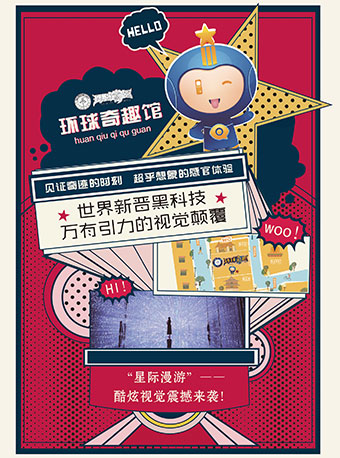 HELLO
环球奇趣馆
huan qiu qi qu guan
见证奇迹的时刻 超乎想象的感官体验
世界新晋黑科技
万有引力的视觉颠覆
WOO!
HI!
“星际漫游”——
酷炫视觉震撼来袭!